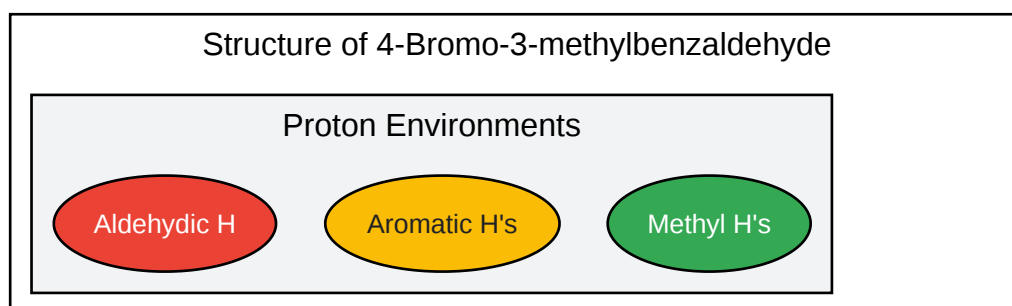 Structure of 4-Bromo-3-methylbenzaldehyde
Proton Environments
Aldehydic H
Aromatic H's
Methyl H's